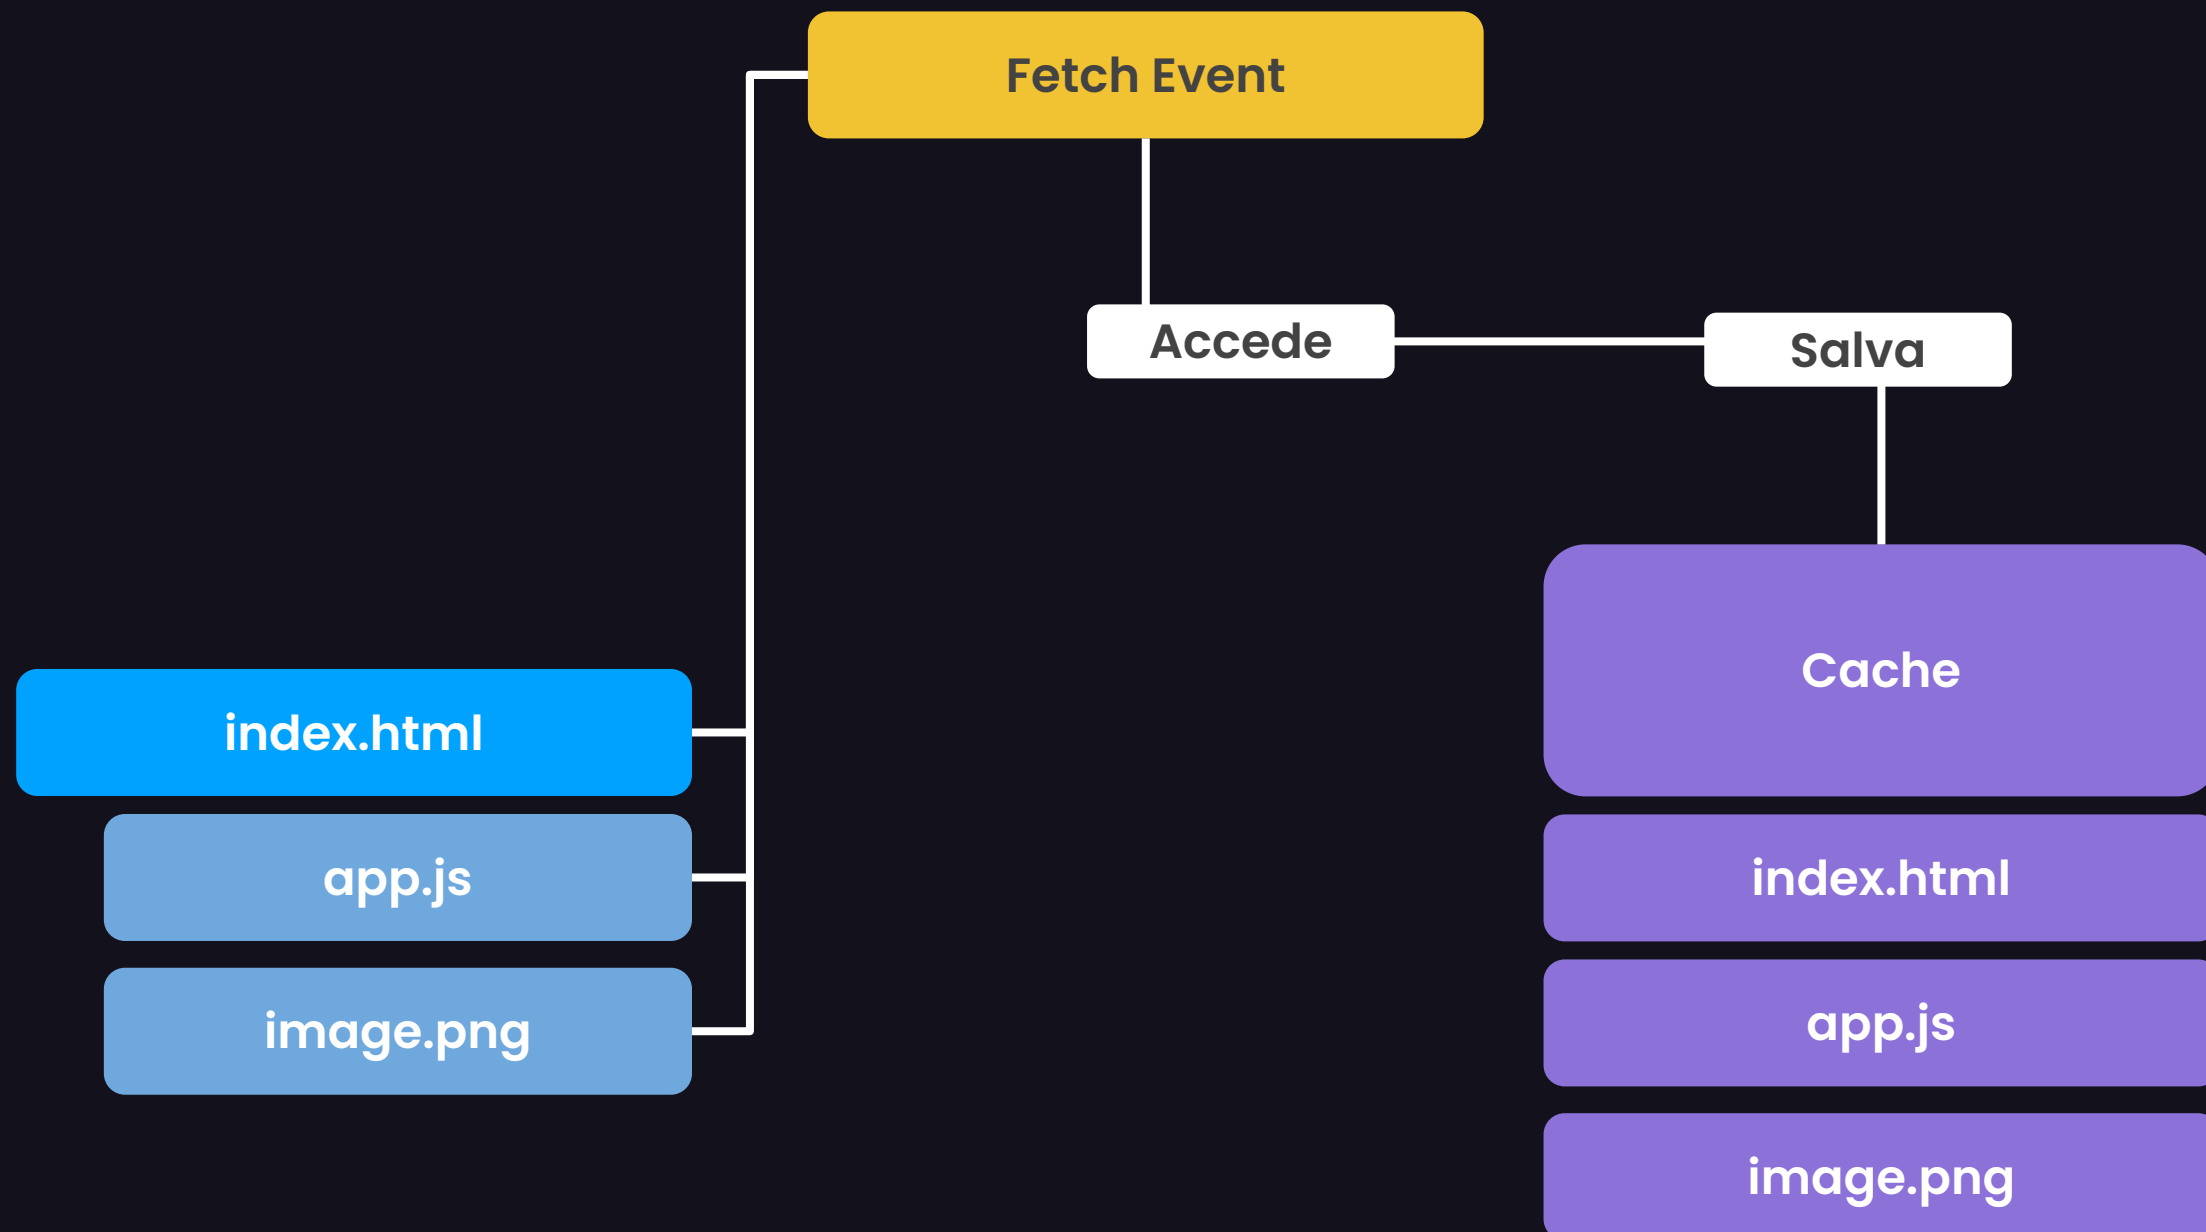 Fetch Event
Accede
Salva
Cache
index.html
index.html
app.js
app.js
image.png
image.png